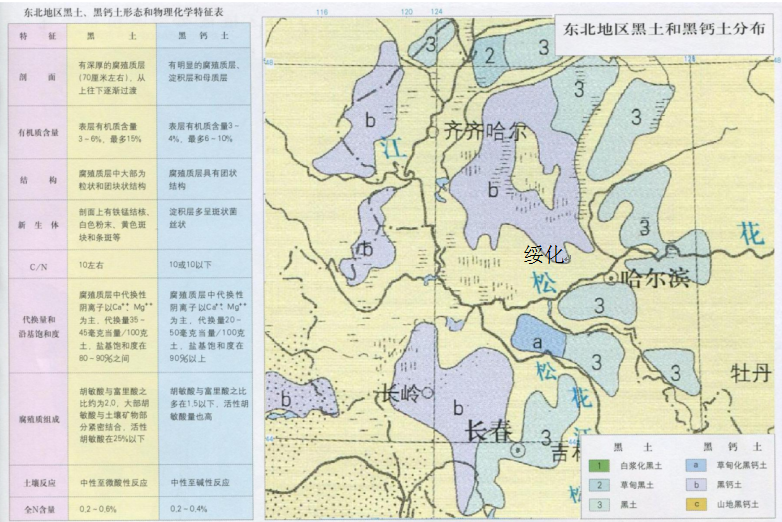 东北地区黑土、黑钙土形态和物理化学特征表
特 征
黑 土
黑 钙 土
剖 面
有深厚的腐殖质层
(70厘米左右)、从
上往下逐渐过渡
有明显的腐殖质层、
淀积层和母质层
有机质含量
表层有机质含量
3-6%、最多15%
表层有机质含量3-
4%、最多6-10%
结 构
腐殖质层中大部为
粒状和团块状结构
腐殖质层具有团状
结构
新 生 体
剖面上有铁锰结核、
白色粉末、黄色斑
块和条斑等
淀积层多呈斑状菌
丝状
C/N
10左右
10或10以下
代换量和
沿基饱和度
腐殖质层中代换性
阴离子以Ca⁺⁺ Mg⁺⁺
为主、代换量35-
45毫克当量/100克
土、盐基饱和度在
80-90%之间
腐殖质层中代换性
阴离子以Ca⁺⁺ Mg⁺⁺
为主、代换量20-
50毫克当量/100克
土、盐基饱和度在
90%以上
腐殖质组成
胡敏酸与富里酸之
比约为2.0、大部胡
敏酸与土壤矿物部
分紧密结合、活性
胡敏酸在25%以下
胡敏酸与富里酸之比
多在1.5以下、活性胡
敏酸量也高
土壤反应
中性至微酸性反应
中性至碱性反应
全N含量
0.2-0.6%
0.2-0.4%
东北地区黑土和黑钙土分布
116
120
124
128
48
48
3
2
3
3
3
b
齐齐哈尔
江
b
3
b
绥化
花
松
哈尔滨
3
a
3
3
松
牡丹
长岭
b
b
花
江
长春
3
吉林
44
44
松
黑 土
黑 钙 土
1 白浆化黑土
a 草甸化黑钙土
2 草甸黑土
b 黑钙土
3 黑土
c 山地黑钙土